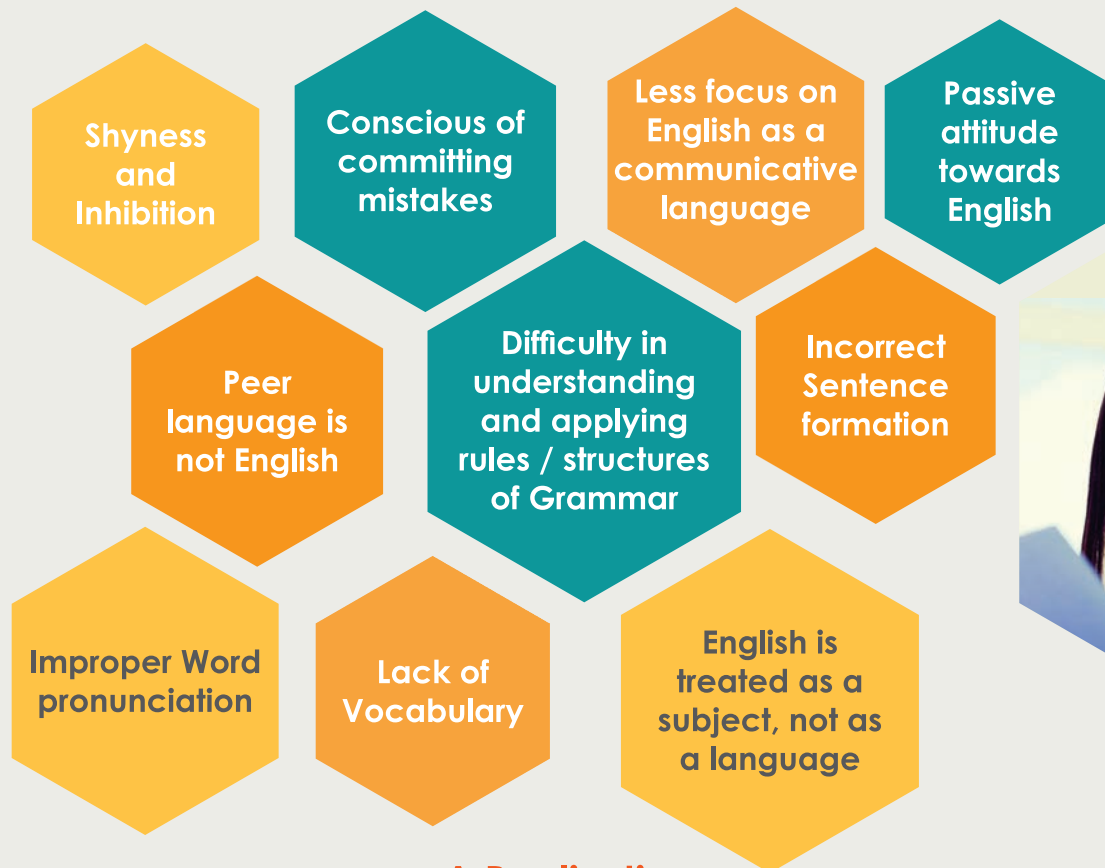 Shyness
and
Inhibition
Conscious of
committing
mistakes
Less focus on
English as a
communicative
language
Passive
attitude
towards
English
Peer
language is
not English
Difficulty in
understanding
and applying
rules / structures
of Grammar
Incorrect
Sentence
formation
Improper Word
pronunciation
Lack of
Vocabulary
English is
treated as a
subject, not as
a language